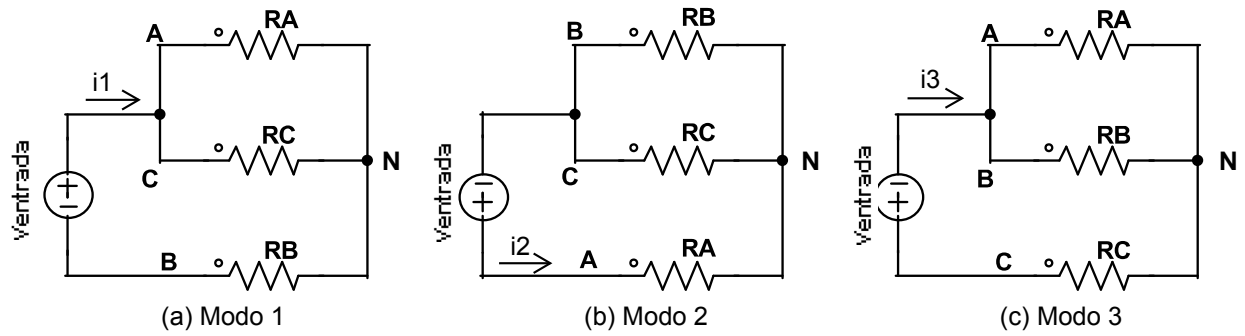 A
RA
i1
RC
C
N
Ventrada
B
RB
(a) Modo 1
B
RB
RC
C
N
Ventrada
i2
A
RA
(b) Modo 2
A
RA
i3
RB
B
N
Ventrada
C
RC
(c) Modo 3